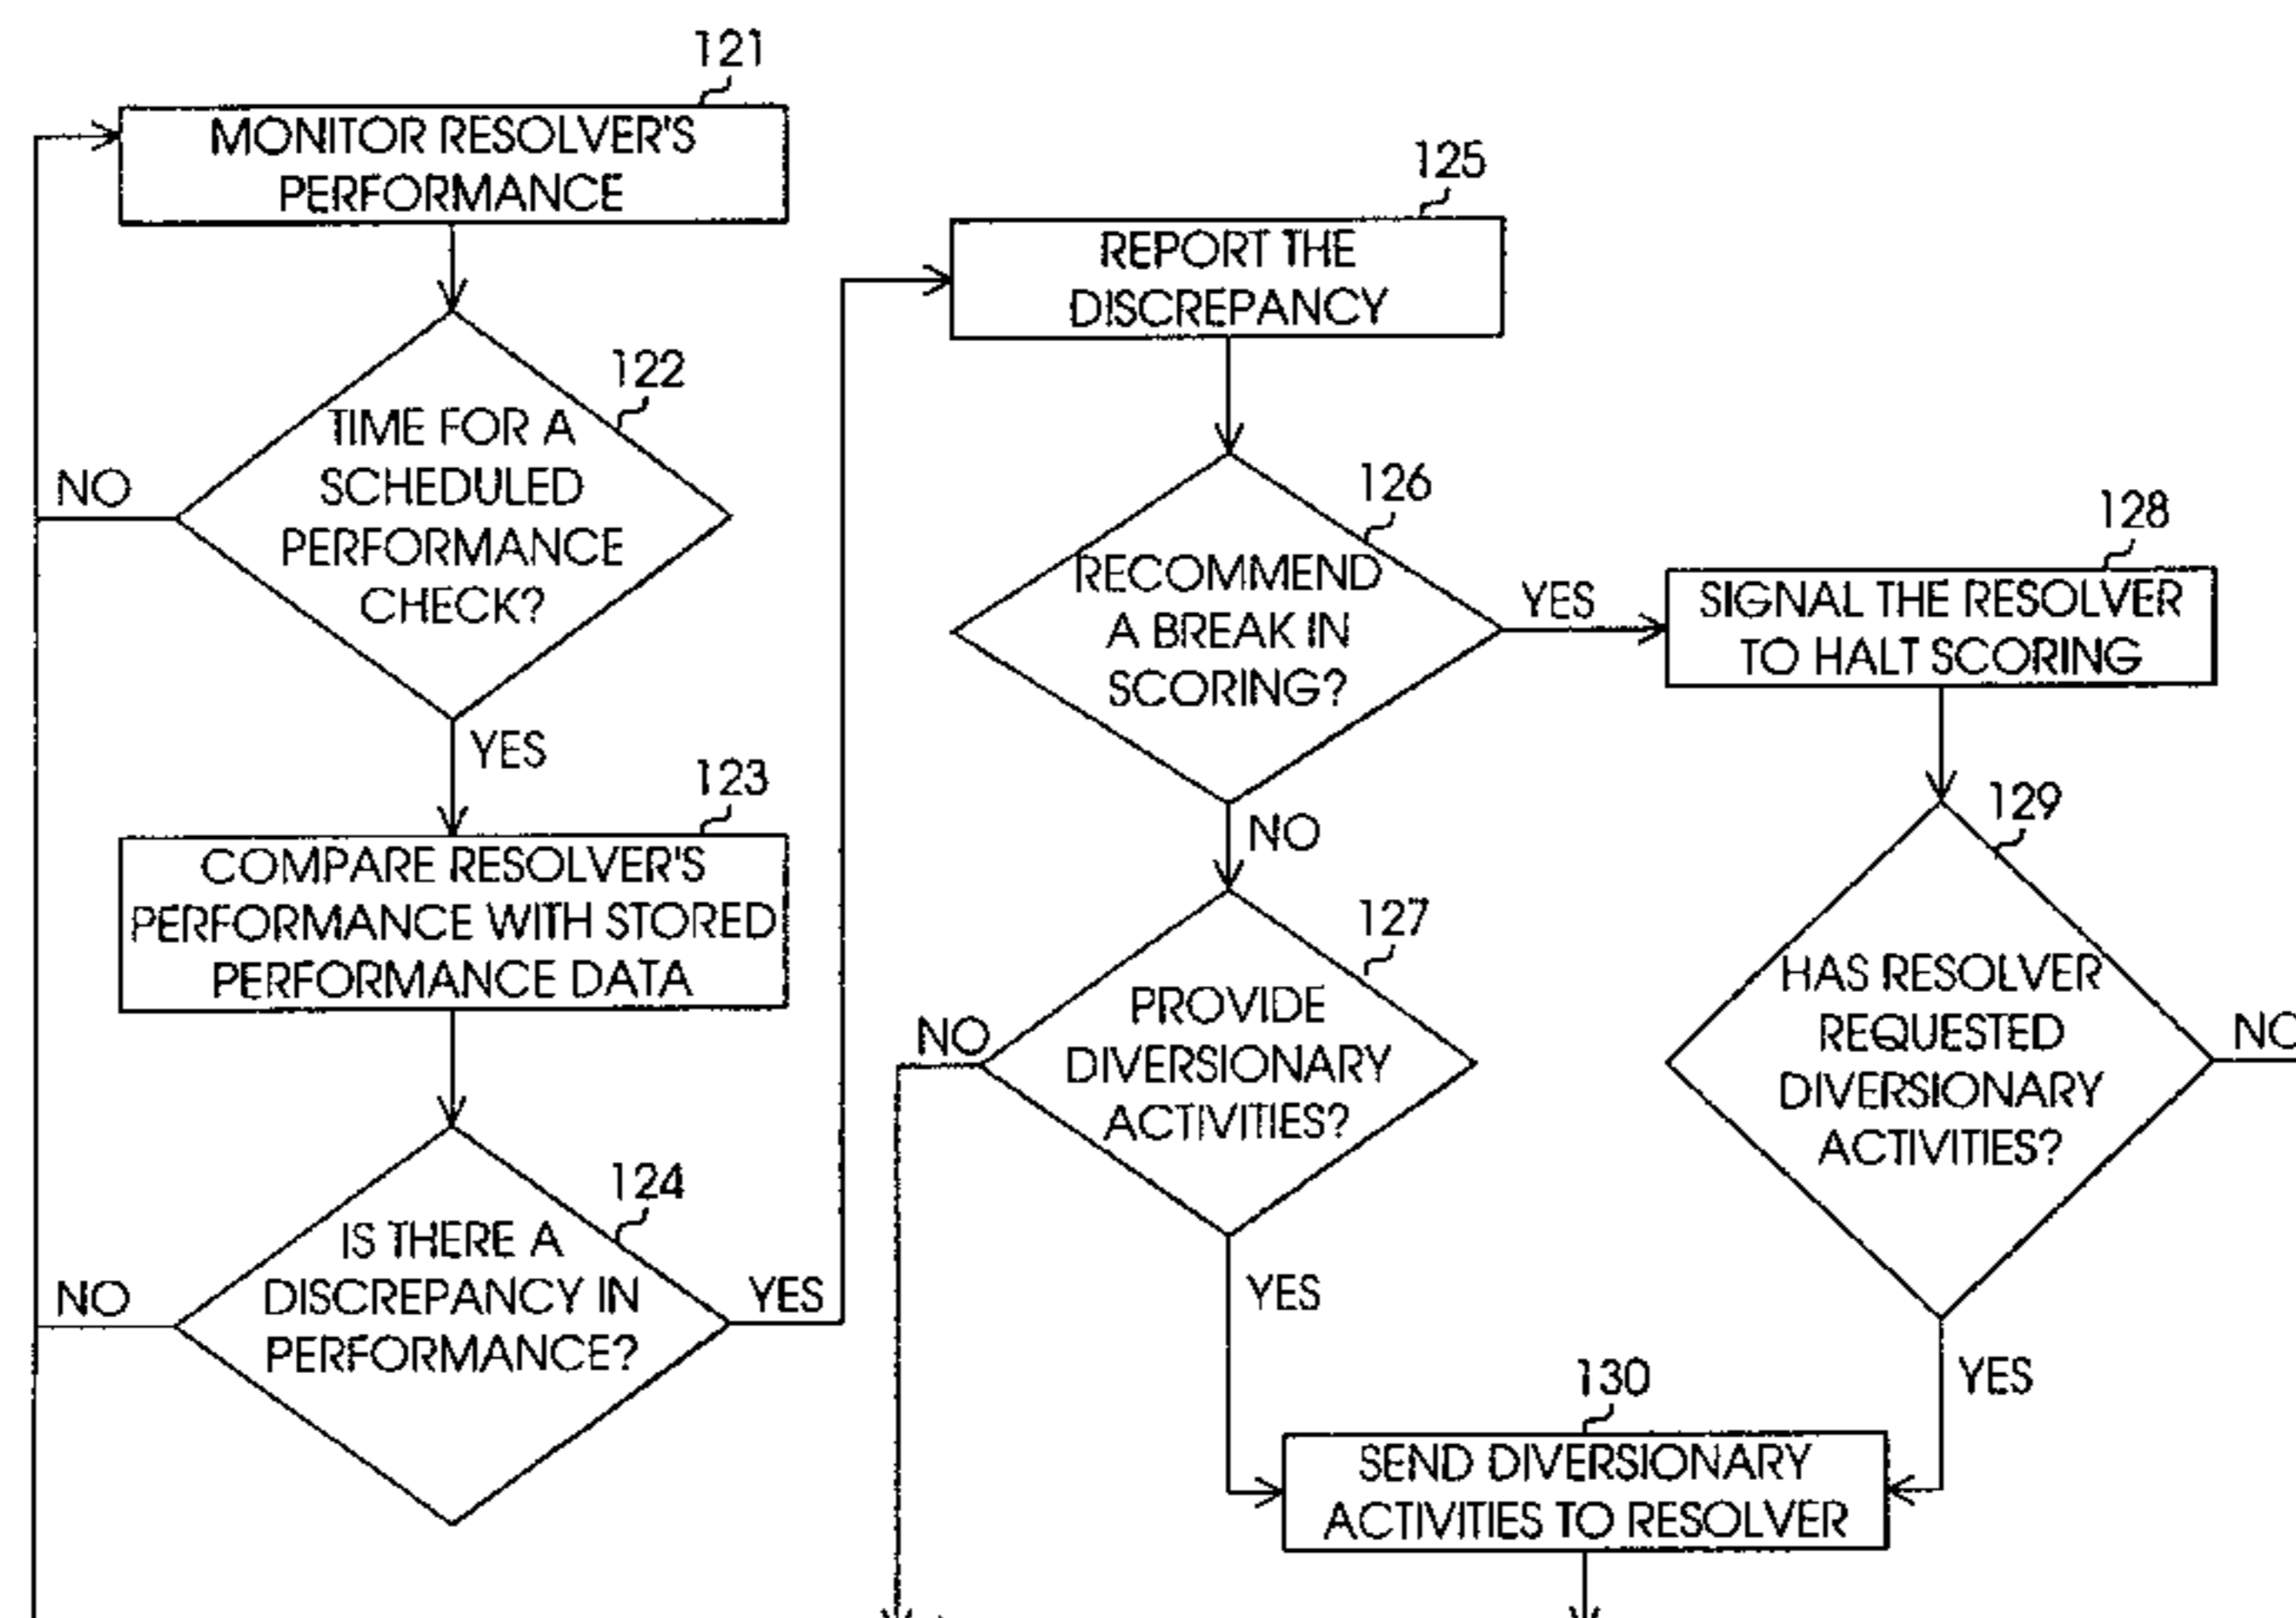 121
MONITOR RESOLVER'S
PERFORMANCE
122
TIME FOR A
SCHEDULED
PERFORMANCE
CHECK?
NO
YES
123
COMPARE RESOLVER'S
PERFORMANCE WITH STORED
PERFORMANCE DATA
124
IS THERE A
DISCREPANCY IN
PERFORMANCE?
NO
YES
125
REPORT THE
DISCREPANCY
126
RECOMMEND
A BREAK IN
SCORING?
YES
NO
127
PROVIDE
DIVERSIONARY
ACTIVITIES?
NO
YES
128
SIGNAL THE RESOLVER
TO HALT SCORING
129
HAS RESOLVER
REQUESTED
DIVERSIONARY
ACTIVITIES?
NO
YES
130
SEND DIVERSIONARY
ACTIVITIES TO RESOLVER